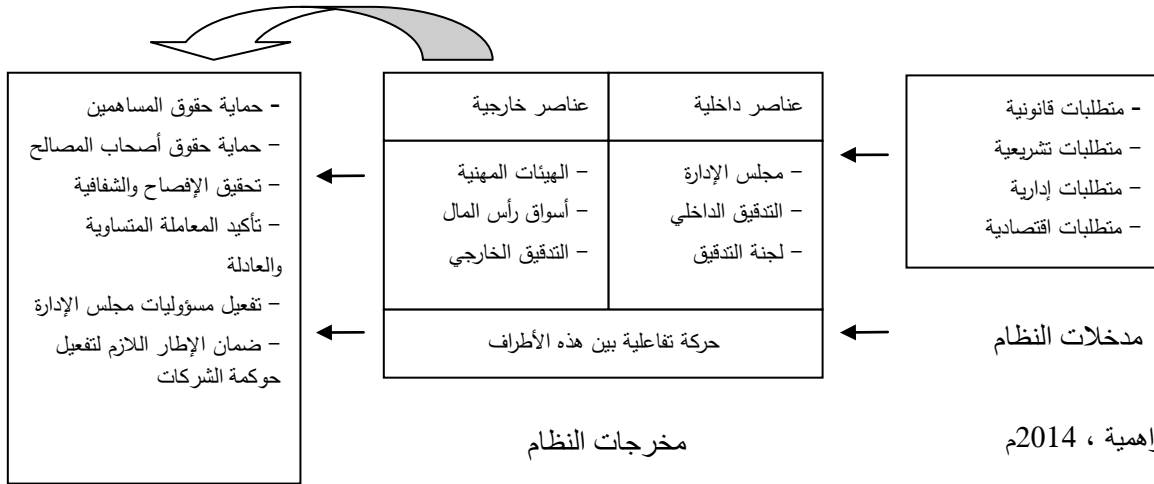 - متطلبات قانونية
– متطلبات تشريعية
– متطلبات إدارية
– متطلبات اقتصادية
مدخلات النظام
عناصر داخلية
– مجلس الإدارة
– التدقيق الداخلي
– لجنة التدقيق
عناصر خارجية
– الهيئات المهنية
– أسواق رأس المال
– التدقيق الخارجي
حركة تفاعلية بين هذه الأطراف
مخرجات النظام
- حماية حقوق المساهمين
– حماية حقوق أصحاب المصالح
– تحقيق الإفصاح والشفافية
– تأكيد المعاملة المتساوية
والعادلة
– تفعيل مسؤوليات مجلس الإدارة
– ضمان الإطار اللازم لتفعيل
حوكمة الشركات
، 2014م